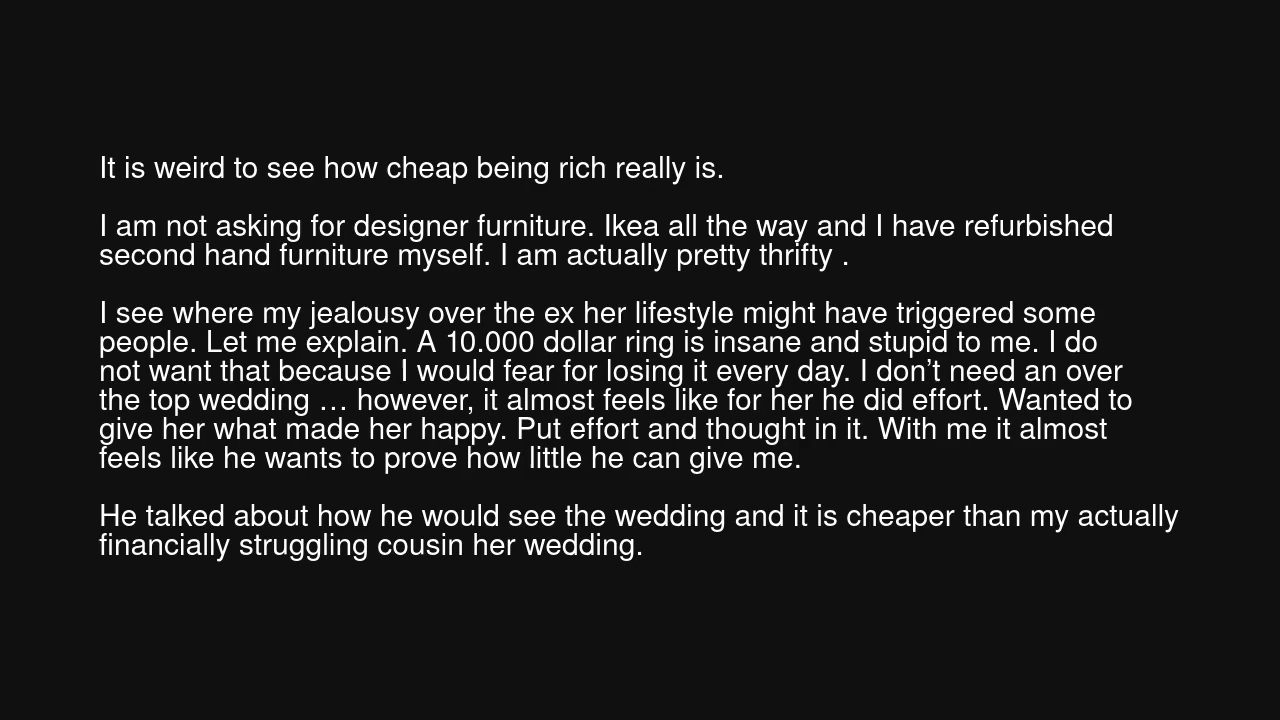 It is weird to see how cheap being rich really is.
I am not asking for designer furniture. Ikea all the way and I have refurbished
second hand furniture myself. I am actually pretty thrifty .
I see where my jealousy over the ex her lifestyle might have triggered some
people. Let me explain. A 10.000 dollar ring is insane and stupid to me. I do
not want that because I would fear for losing it every day. I don’t need an over
the top wedding … however, it almost feels like for her he did effort. Wanted to
give her what made her happy. Put effort and thought in it. With me it almost
feels like he wants to prove how little he can give me.
He talked about how he would see the wedding and it is cheaper than my actually
financially struggling cousin her wedding.